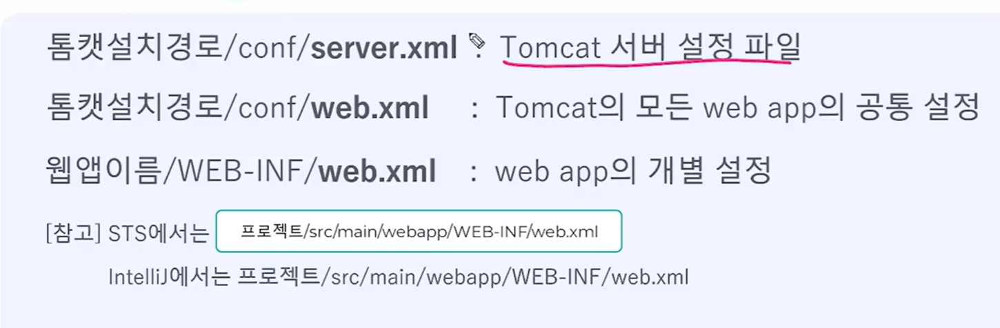 톰캣설치경로/conf/server.xml : Tomcat 서버 설정 파일
톰캣설치경로/conf/web.xml : Tomcat의 모든 web app의 공통 설정
웹앱이름/WEB-INF/web.xml : web app의 개별 설정
[참고] STS에서는 프로젝트/src/main/webapp/WEB-INF/web.xml
IntelliJ에서는 프로젝트/src/main/webapp/WEB-INF/web.xml